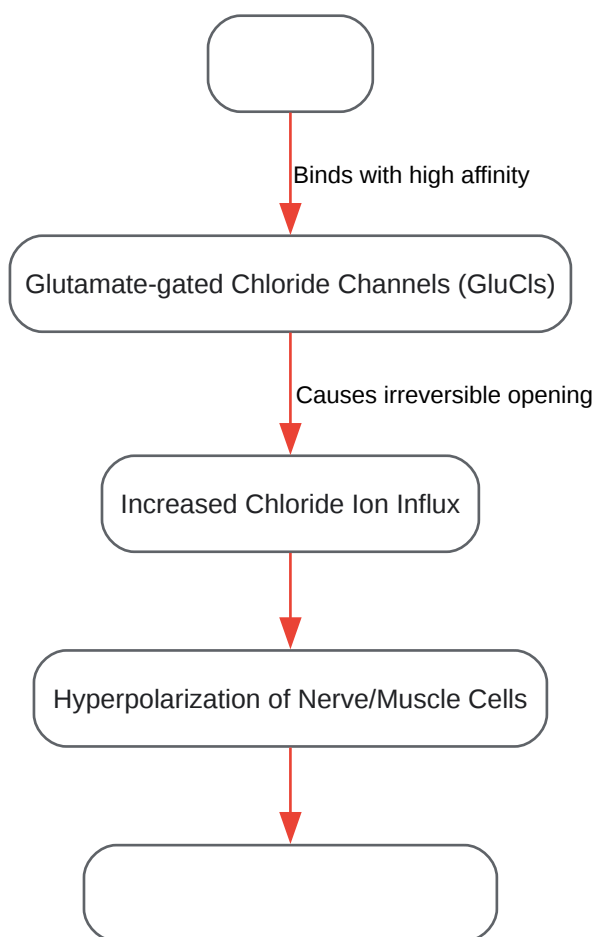 Binds with high affinity
Glutamate-gated Chloride Channels (GluCls)
Causes irreversible opening
Increased Chloride Ion Influx
Hyperpolarization of Nerve/Muscle Cells